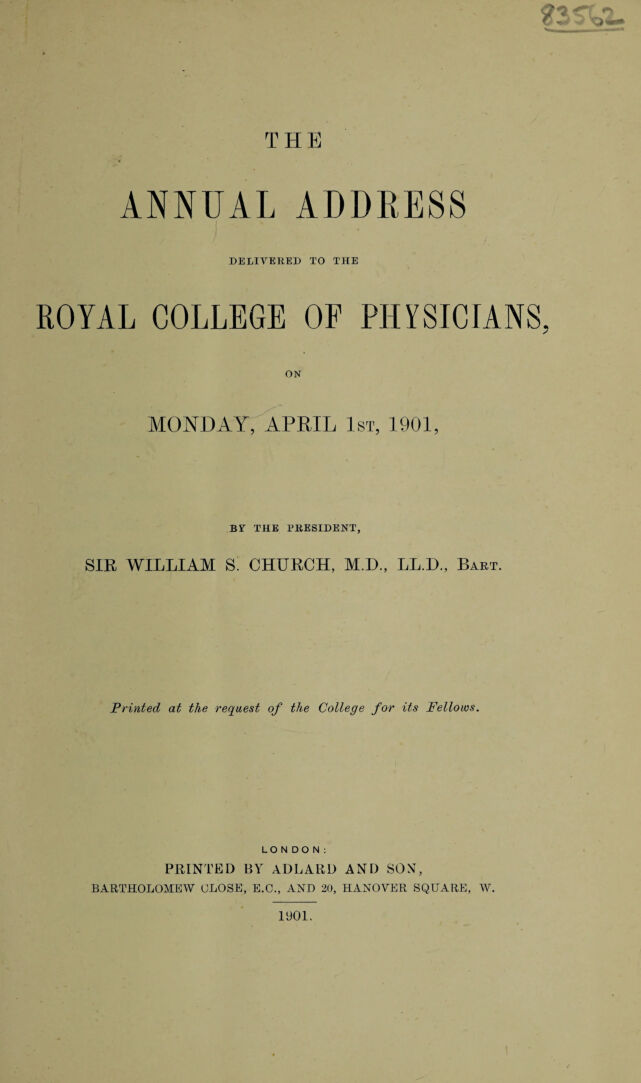 83562
THE
ANNUAL ADDRESS
DELIVERED TO THE
ROYAL COLLEGE OF PHYSICIANS,
ON
MONDAY, APRIL 1ST, 1901,
BY THE PRESIDENT,
SIR WILLIAM S. CHURCH, M.D., LL.D., BART.
Printed at the request of the College for its Fellows.
LONDON:
PRINTED BY ADLARD AND SON,
BARTHOLOMEW CLOSE, E.C., AND 20, HANOVER SQUARE, W.
1901.